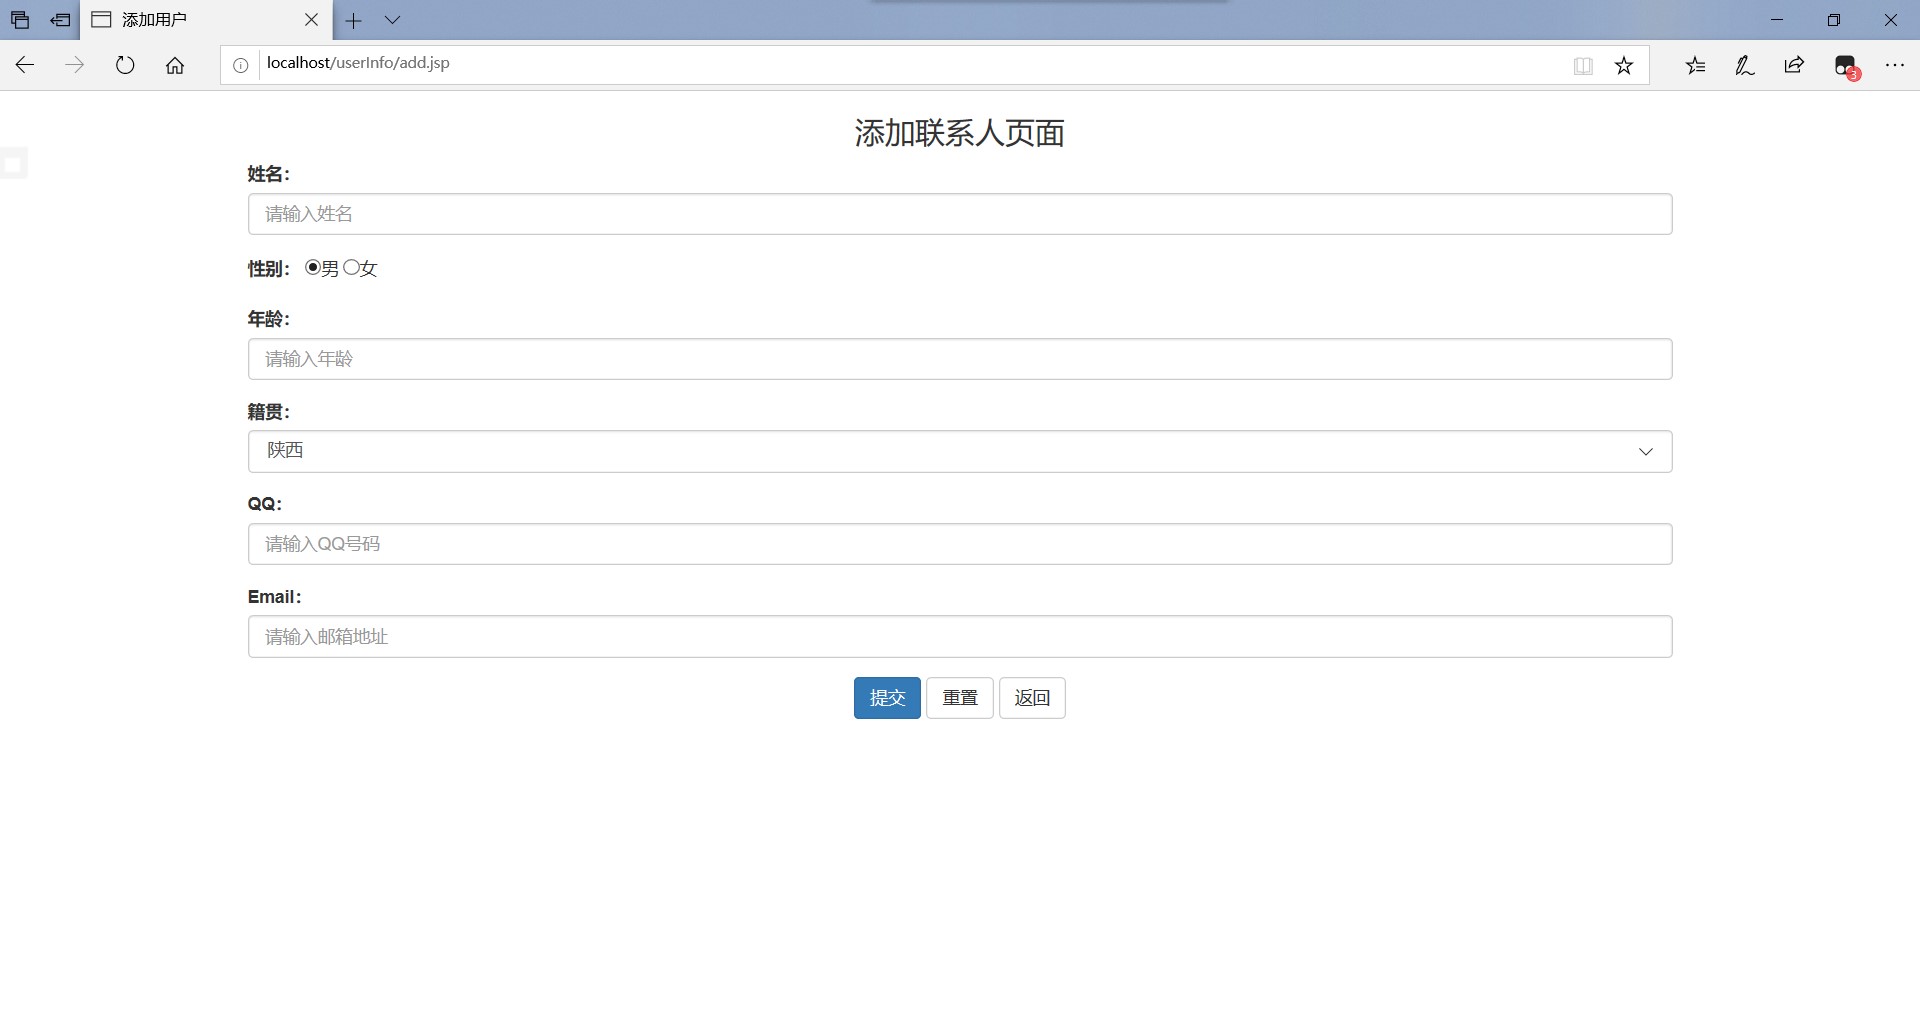 添加用户
localhost/userInfo/add.jsp
3
添加联系人页面
姓名：
请输入姓名
性别： 男 女
年龄：
请输入年龄
籍贯：
陕西
QQ：
请输入QQ号码
Email：
请输入邮箱地址
提交 重置 返回